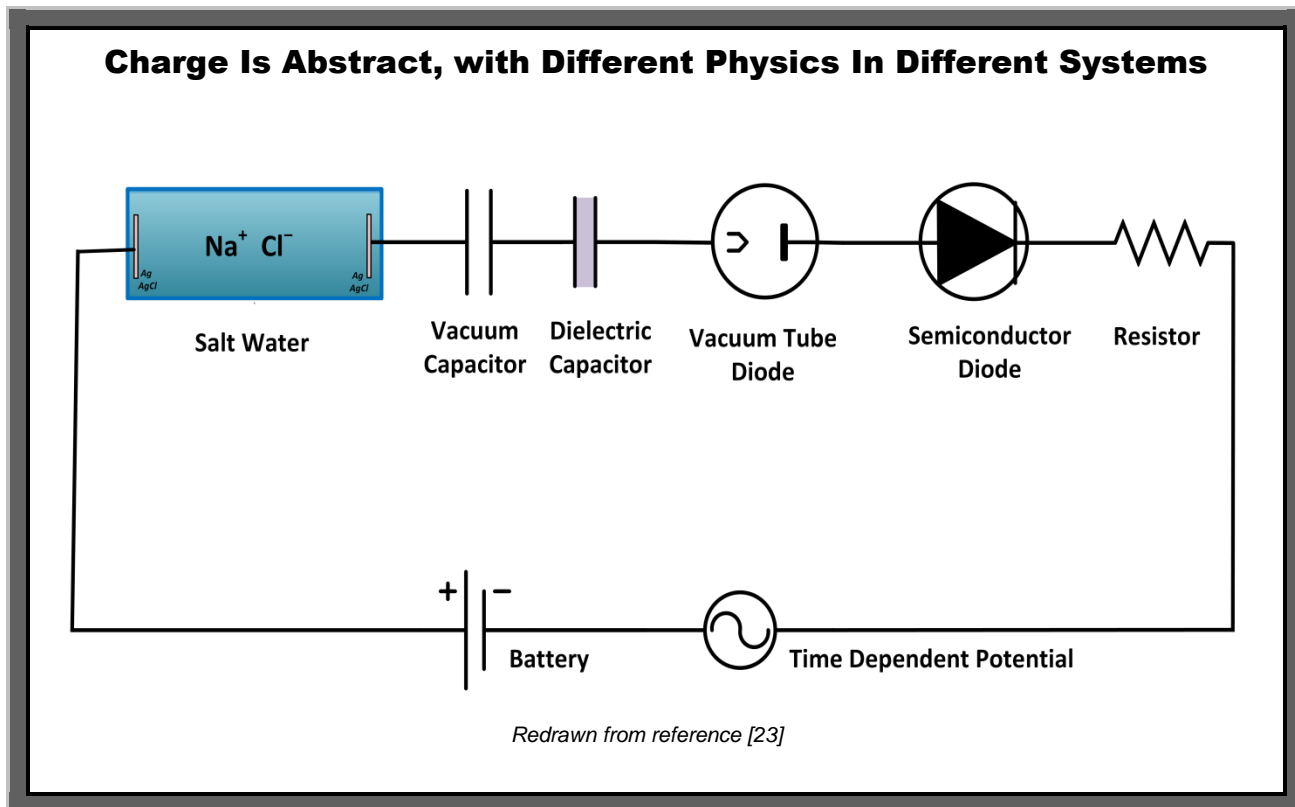 Charge Is Abstract, with Different Physics In Different Systems
Na⁺ Cl⁻
Ag
AgCl
Ag
AgCl
Salt Water
Vacuum
Capacitor
Dielectric
Capacitor
Vacuum Tube
Diode
Semiconductor
Diode
Resistor
+ −
Battery
Time Dependent Potential
Redrawn from reference [23]